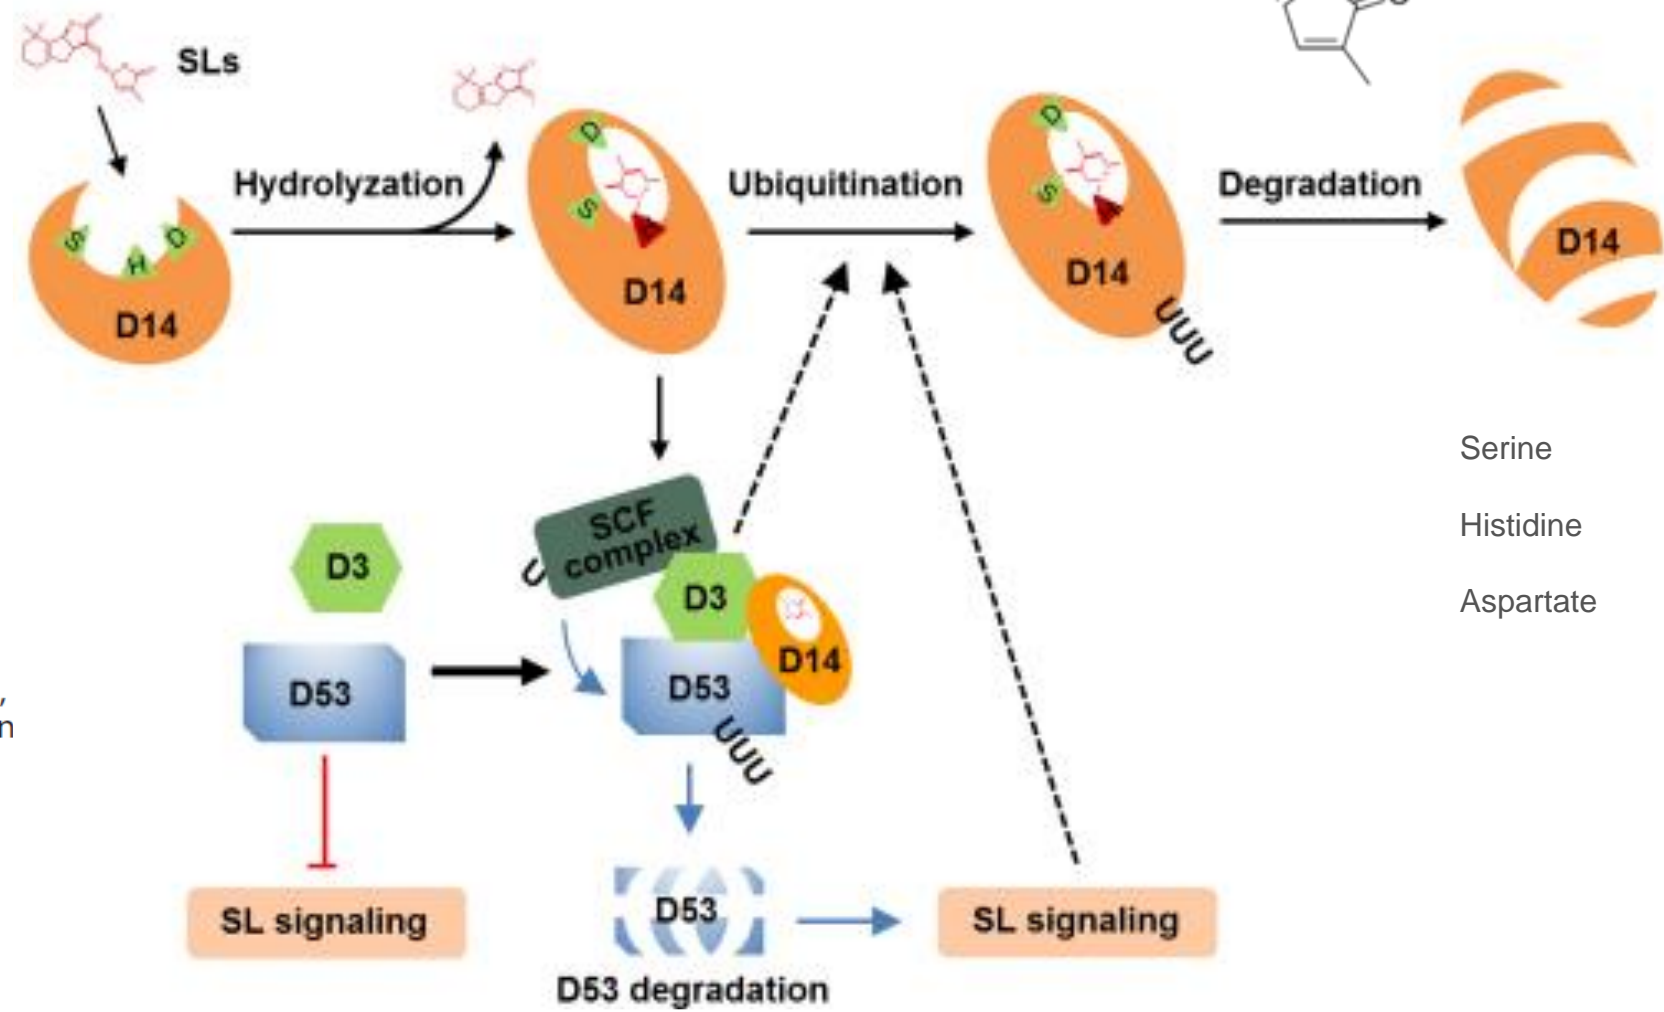 SLs
O
S
H
D
D14
Hydrolyzation
D
S
D14
Ubiquitination
D
S
D14
UUU
Degradation
D14
Serine
Histidine
Aspartate
SCF
complex
U
D3
D3
D14
D53
D53
UUU
,
n
SL signaling
D53
SL signaling
D53 degradation